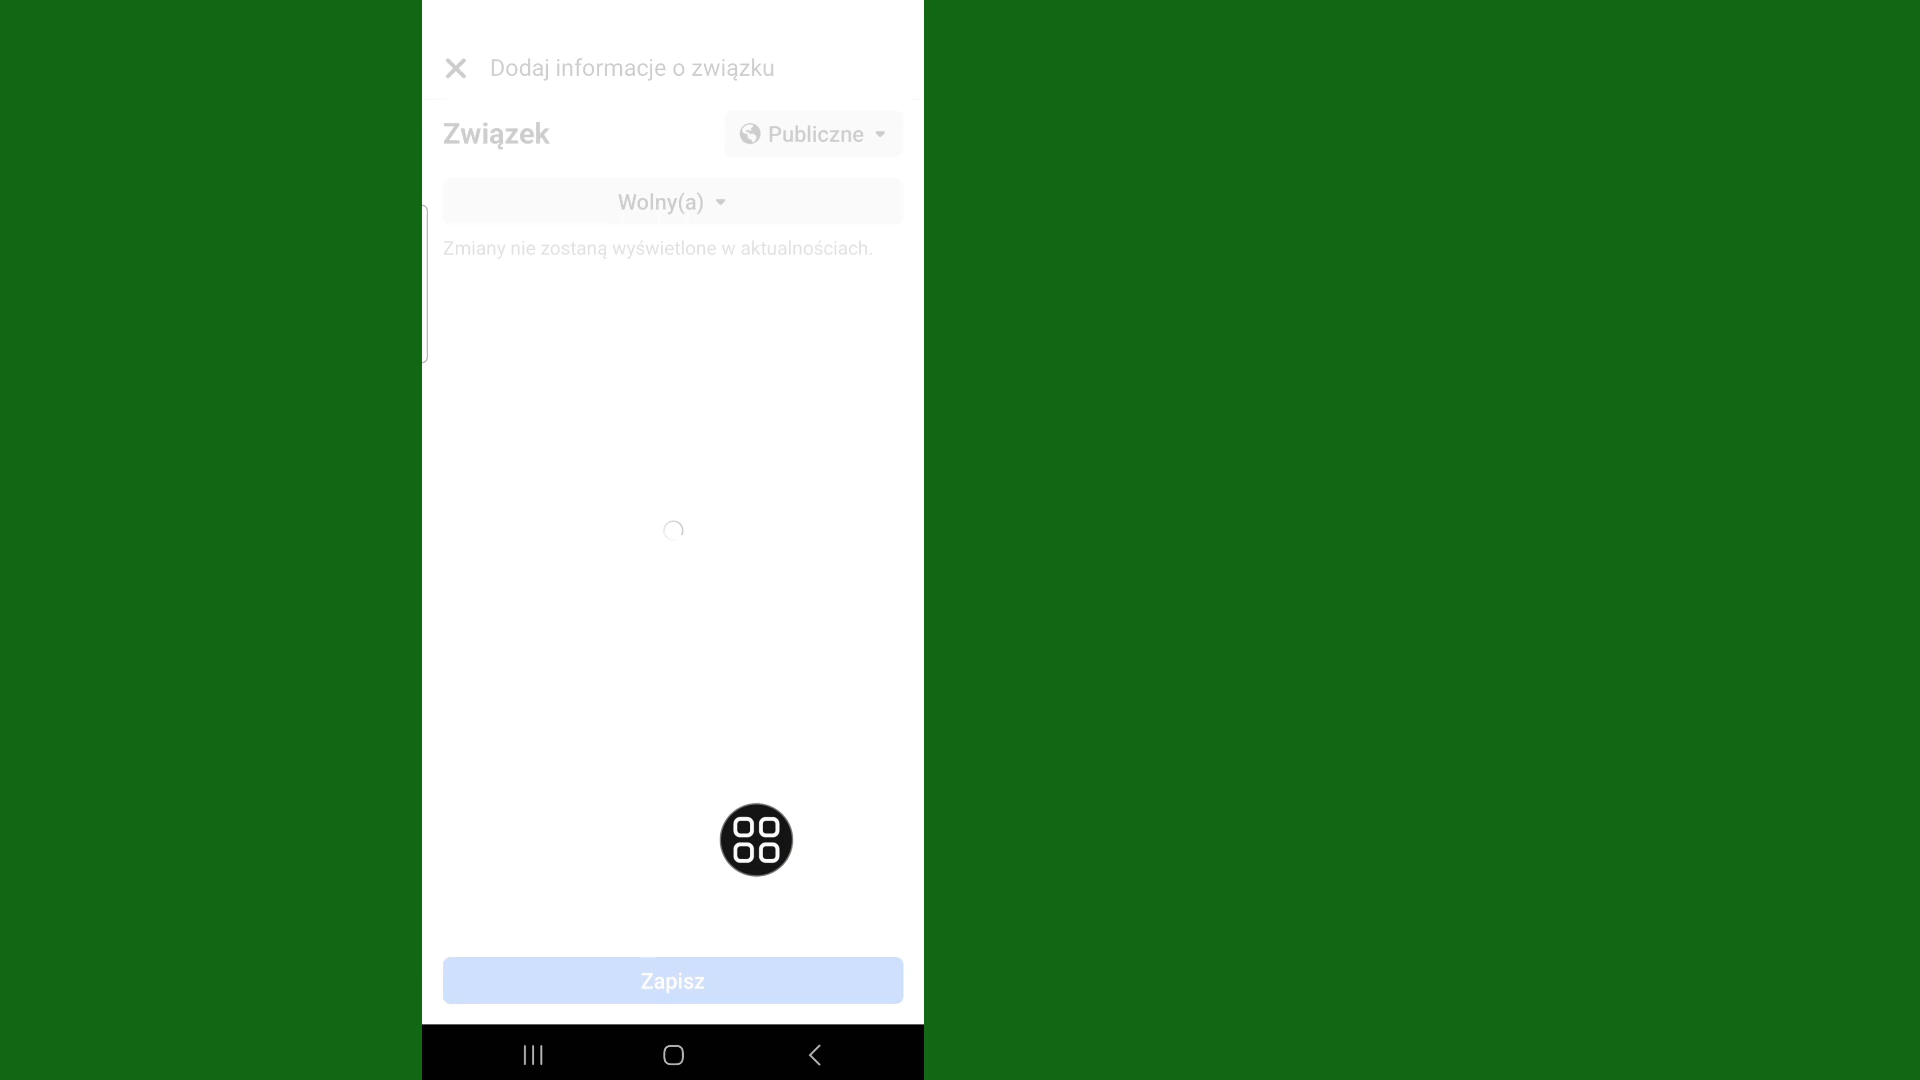 Dodaj informacje o związku
Związek
Publiczne
Wolny(a)
Zmiany nie zostaną wyświetlone w aktualnościach.
Zapisz